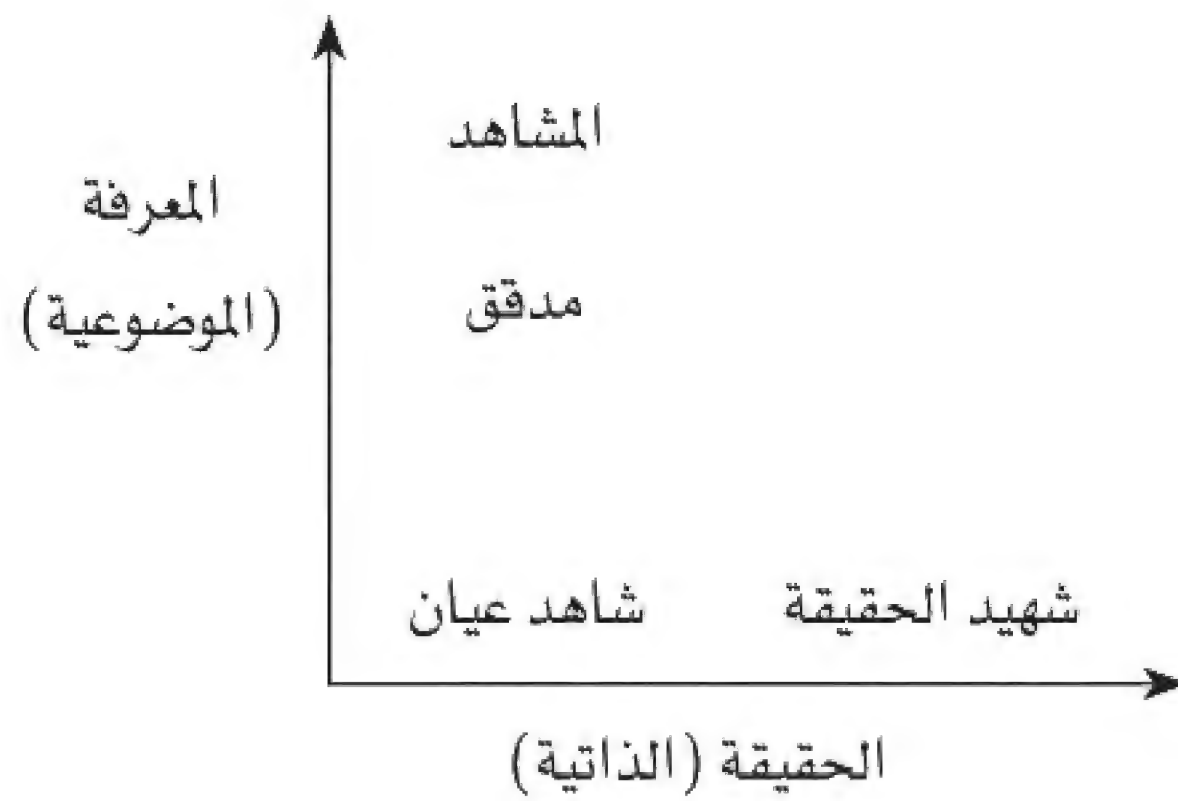 المشاهد
المعرفة
(الموضوعية)
مدقق
شهيد الحقيقة
شاهد عيان
الحقيقة (الذاتية)